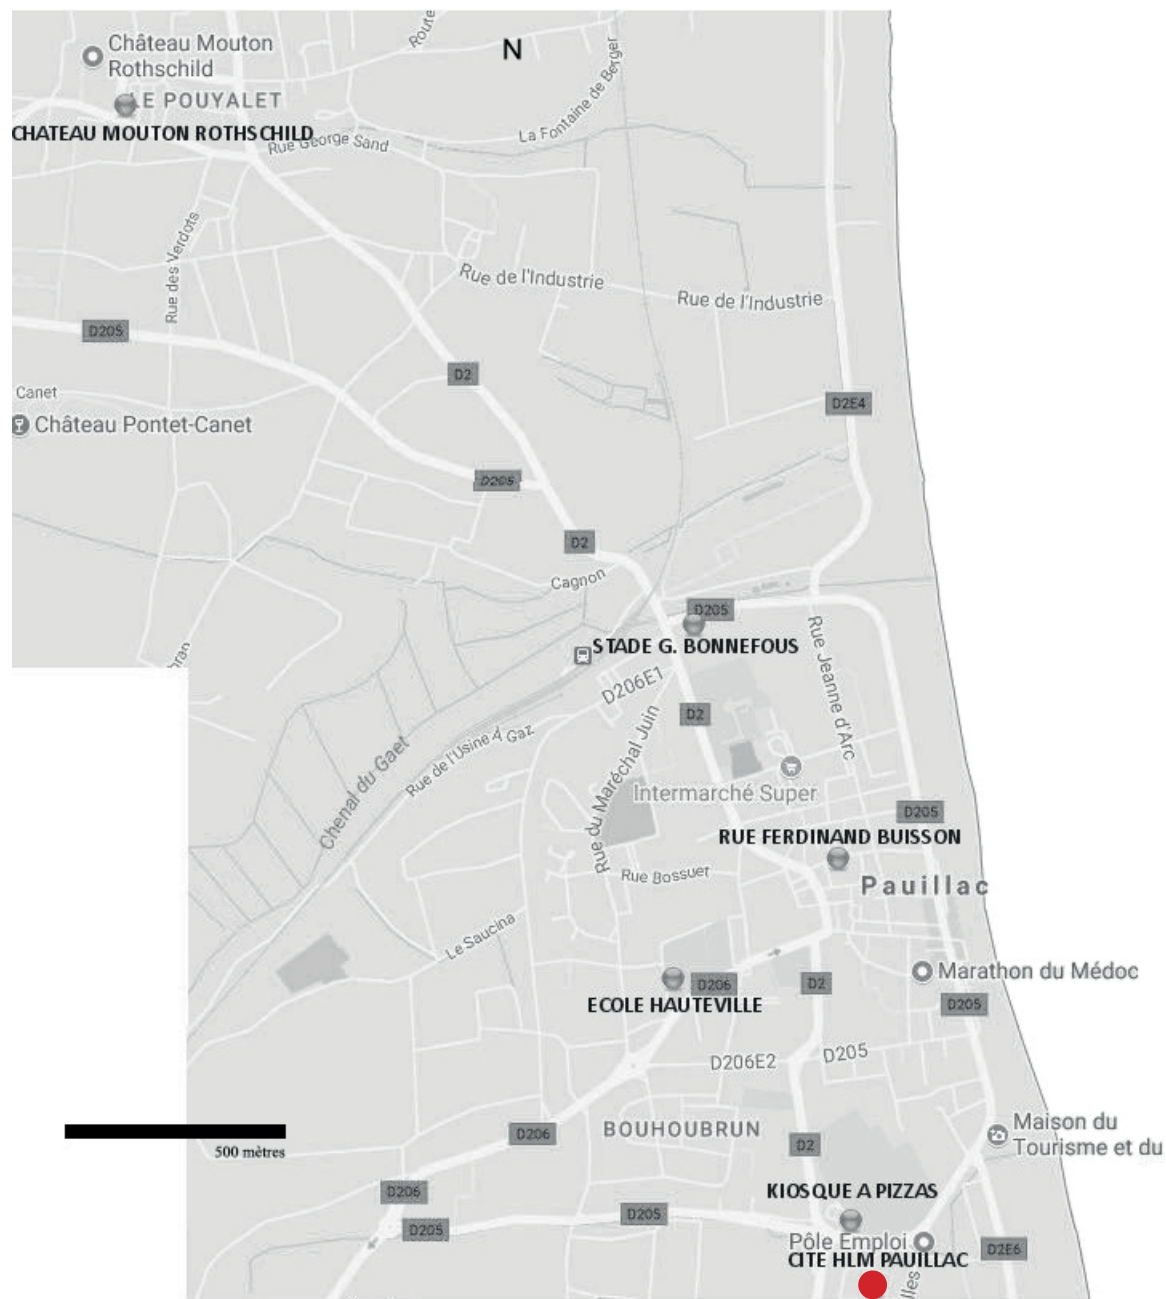 Route
N
Château Mouton
Rothschild
LE POUYALET
La Fontaine de Berger
CHATEAU MOUTON ROTHSCHILD
Rue George Sand
Rue des Verdots
Rue de l'Industrie
Rue de l'Industrie
D205
D2
Canet
D2E4
Château Pontet-Canet
D205
D2
Cagnon
D205
STADE G. BONNEFOUS
D206E1
Rue Jeanne d'Arc
D2
Rue de l'Usine À Gaz
Rue du Maréchal Juin
Chenal du Gaet
Intermarché Super
D205
RUE FERDINAND BUISSON
Rue Bossuet
Pauillac
Le Saucina
Marathon du Médoc
D206
D2
ECOLE HAUTEVILLE
D205
D206E2
D205
Maison du
Tourisme et du
500 mètres
D206
BOUHOUBRUN
D2
D206
KIOSQUE A PIZZAS
D205
D205
Pôle Emploi
D2E6
CITE HLM PAUILLAC
lles